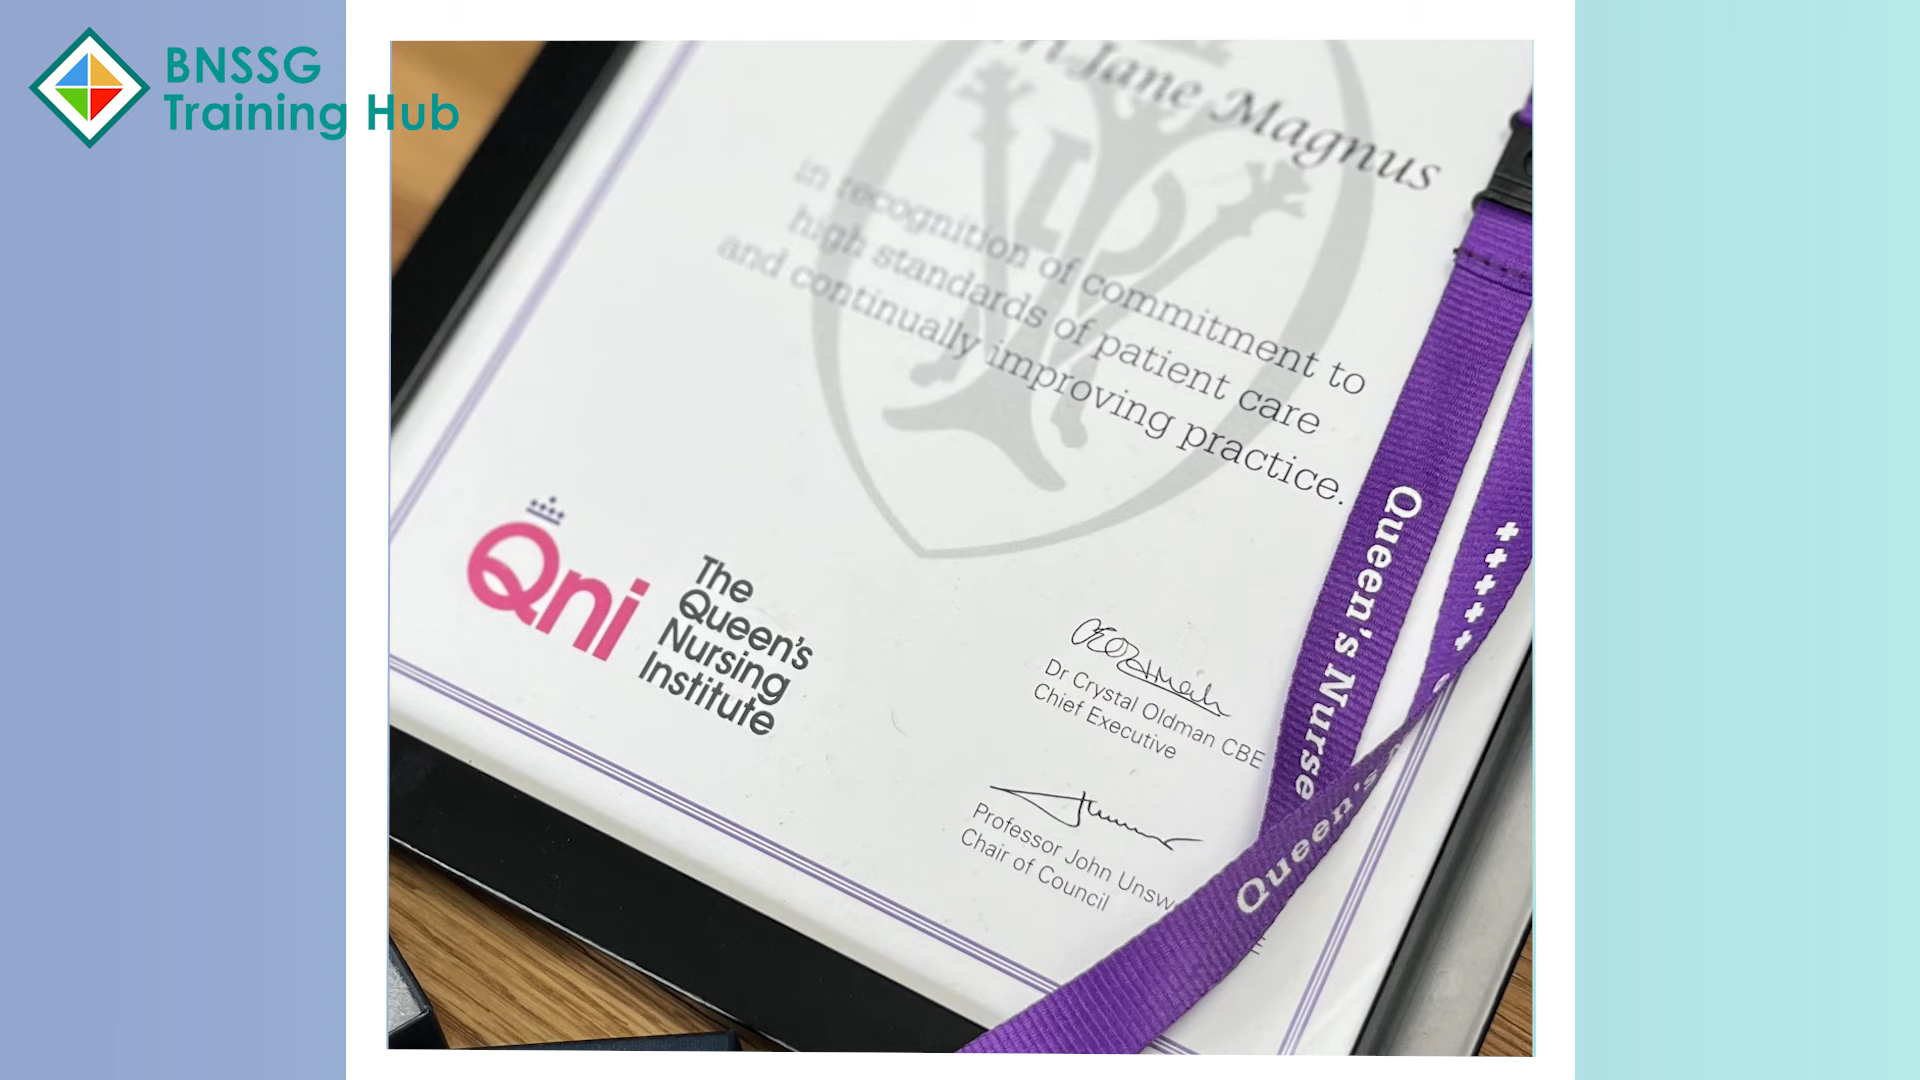 BNSSG
Training Hub
Jane Magnus
in recognition of commitment to
high standards of patient care
and continually improving practice.
Qni
The
Queen's
Nursing
Institute
Dr Crystal Oldman CBE
Chief Executive
Professor John Unsw
Chair of Council
Queen's Nurse
Queen's